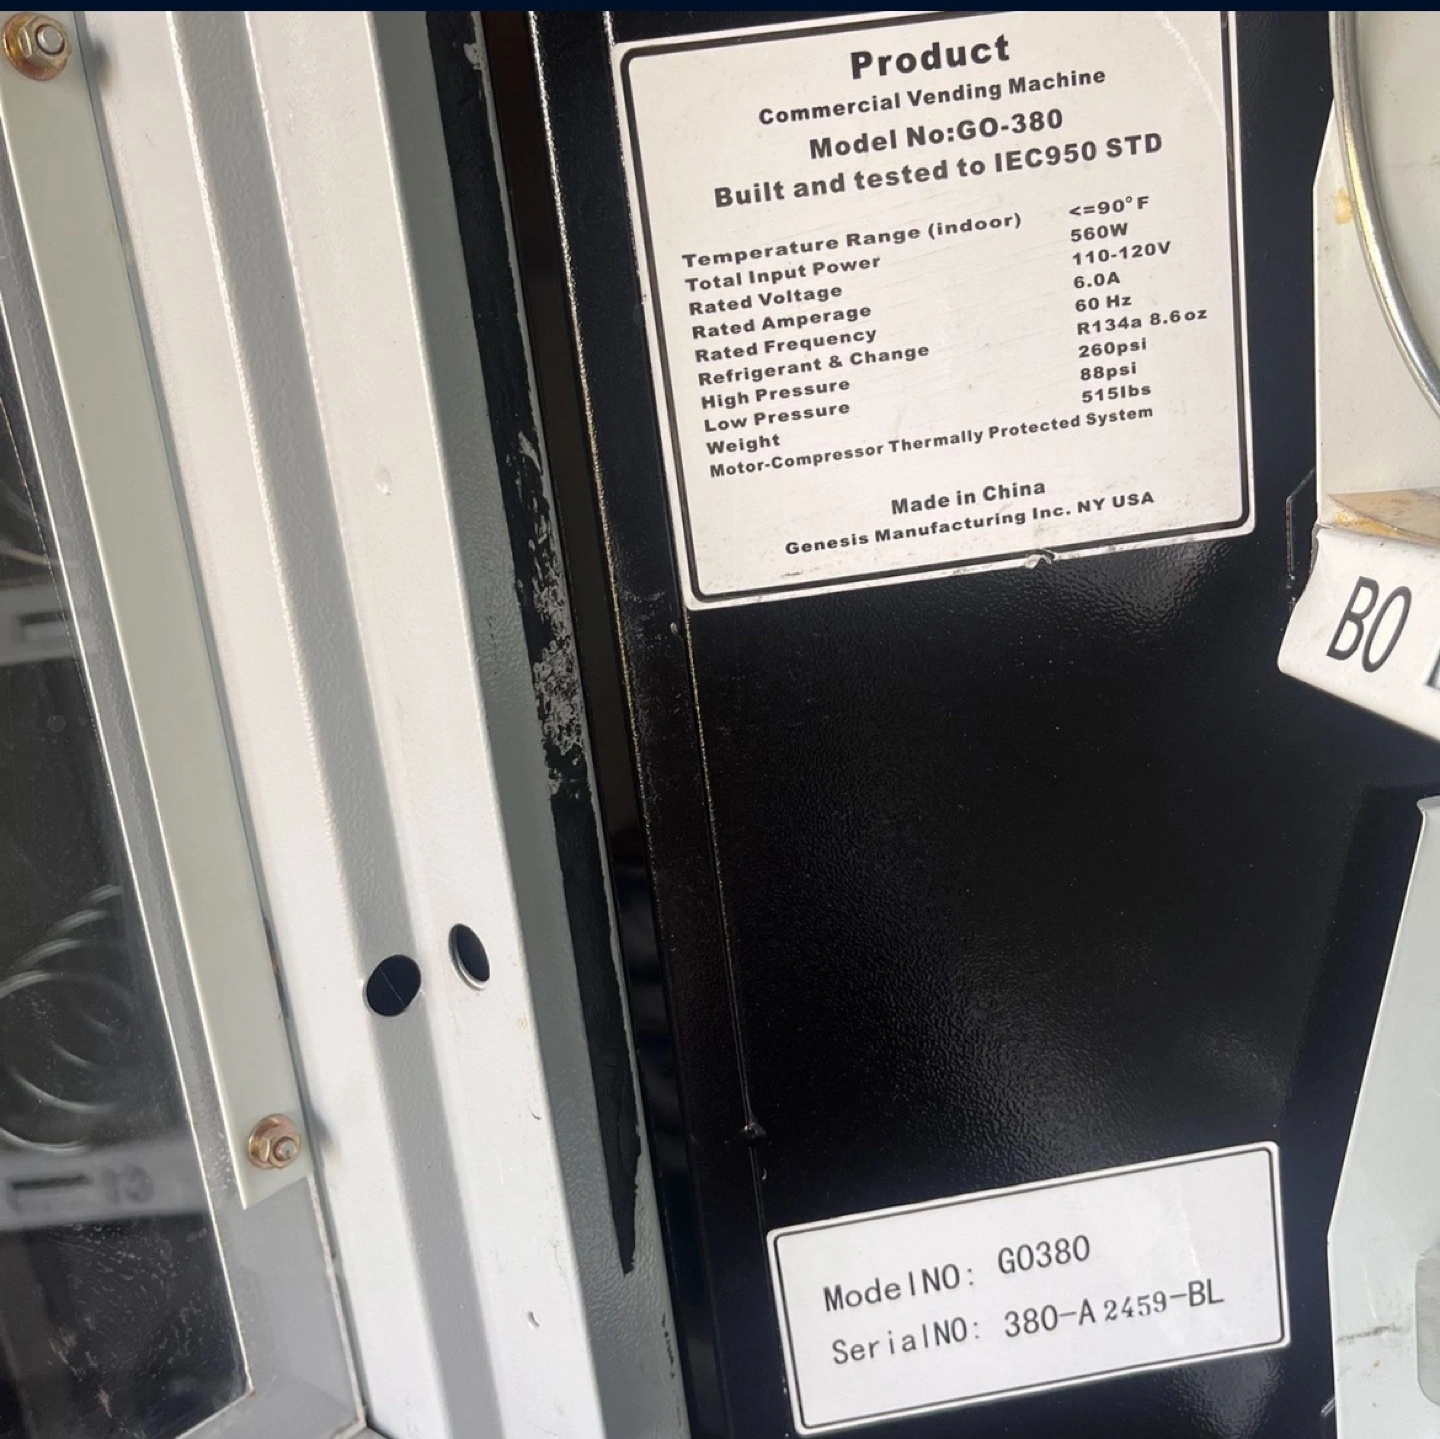 Product
Commercial Vending Machine
Model No:GO-380
Built and tested to IEC950 STD
Temperature Range (indoor) <=90°F
Total Input Power 560W
Rated Voltage 110-120V
Rated Amperage 6.0A
Rated Frequency 60 Hz
Refrigerant & Change R134a 8.6oz
High Pressure 260psi
Low Pressure 88psi
Weight 515lbs
Motor-Compressor Thermally Protected System
Made in China
Genesis Manufacturing Inc. NY USA
B0
ModelNO: GO380
SerialNO: 380-A 2459-BL